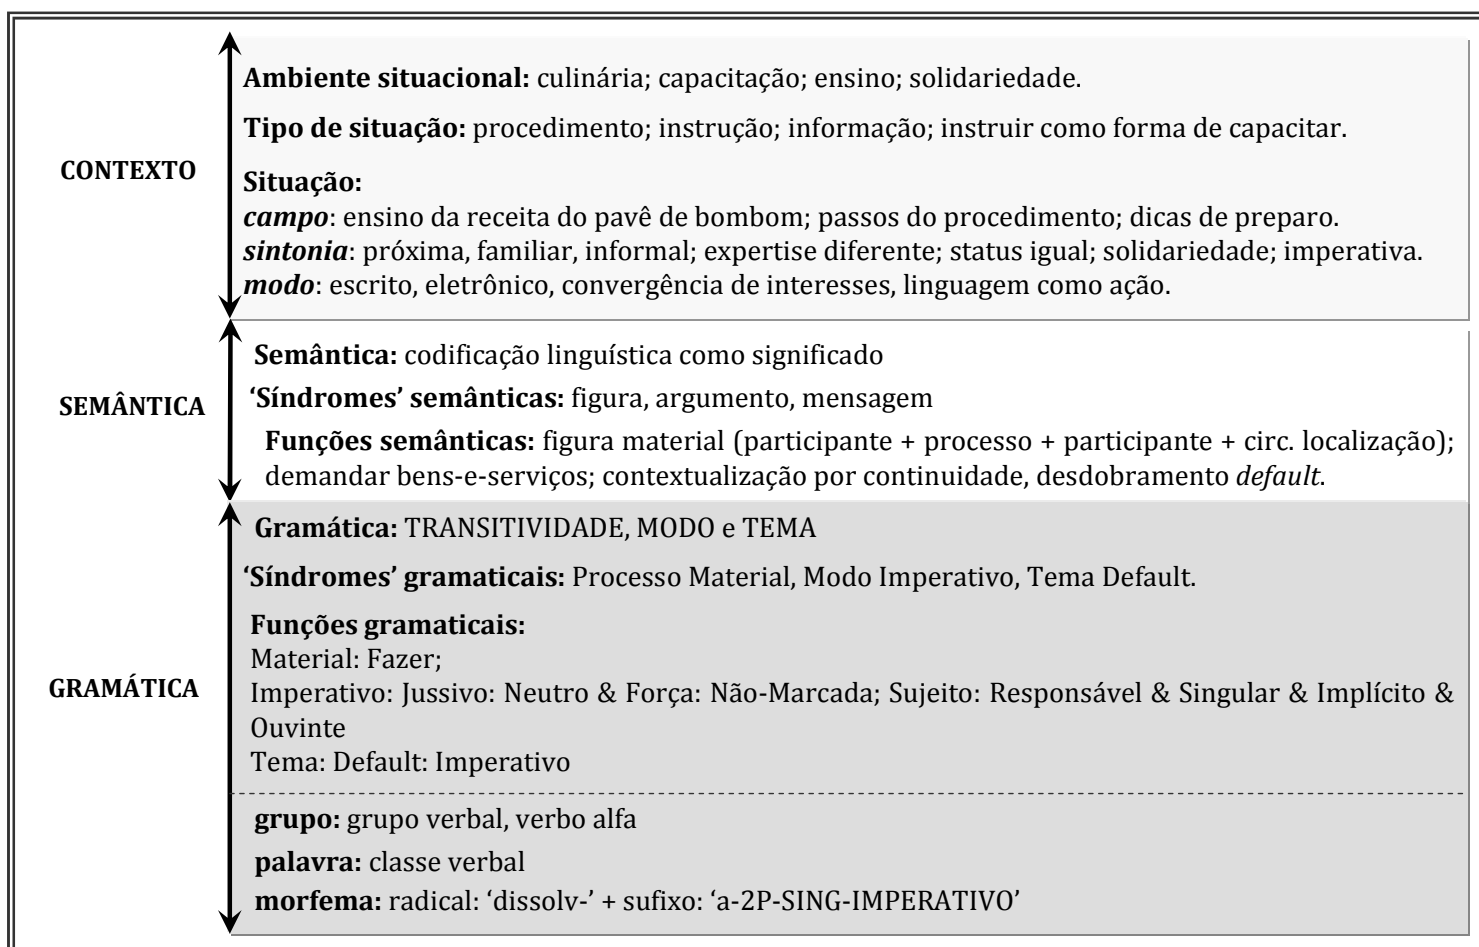 Ambiente situacional: culinária; capacitação; ensino; solidariedade.
Tipo de situação: procedimento; instrução; informação; instruir como forma de capacitar.
CONTEXTO
Situação:
campo: ensino da receita do pavê de bombom; passos do procedimento; dicas de preparo.
sintonia: próxima, familiar, informal; expertise diferente; status igual; solidariedade; imperativa.
modo: escrito, eletrônico, convergência de interesses, linguagem como ação.
Semântica: codificação linguística como significado
SEMÂNTICA
‘Síndromes’ semânticas: figura, argumento, mensagem
Funções semânticas: figura material (participante + processo + participante + circ. localização);
demandar bens-e-serviços; contextualização por continuidade, desdobramento default.
Gramática: TRANSITIVIDADE, MODO e TEMA
‘Síndromes’ gramaticais: Processo Material, Modo Imperativo, Tema Default.
Funções gramaticais:
Material: Fazer;
GRAMÁTICA
Imperativo: Jussivo: Neutro & Força: Não-Marcada; Sujeito: Responsável & Singular & Implícito &
Ouvinte
Tema: Default: Imperativo
grupo: grupo verbal, verbo alfa
palavra: classe verbal
morfema: radical: ‘dissolv-’ + sufixo: ‘a-2P-SING-IMPERATIVO’